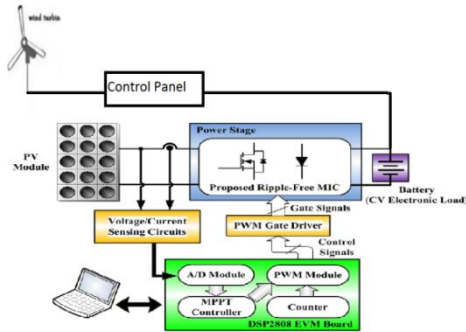 wind turbin
Control Panel
Power Stage
PV
Module
Proposed Ripple-Free MIC
Battery
(CV Electronic Load)
Gate Signals
Voltage/Current
Sensing Circuits
PWM Gate Driver
Control
Signals
A/D Module
PWM Module
MPPT
Controller
Counter
DSP2808 EVM Board